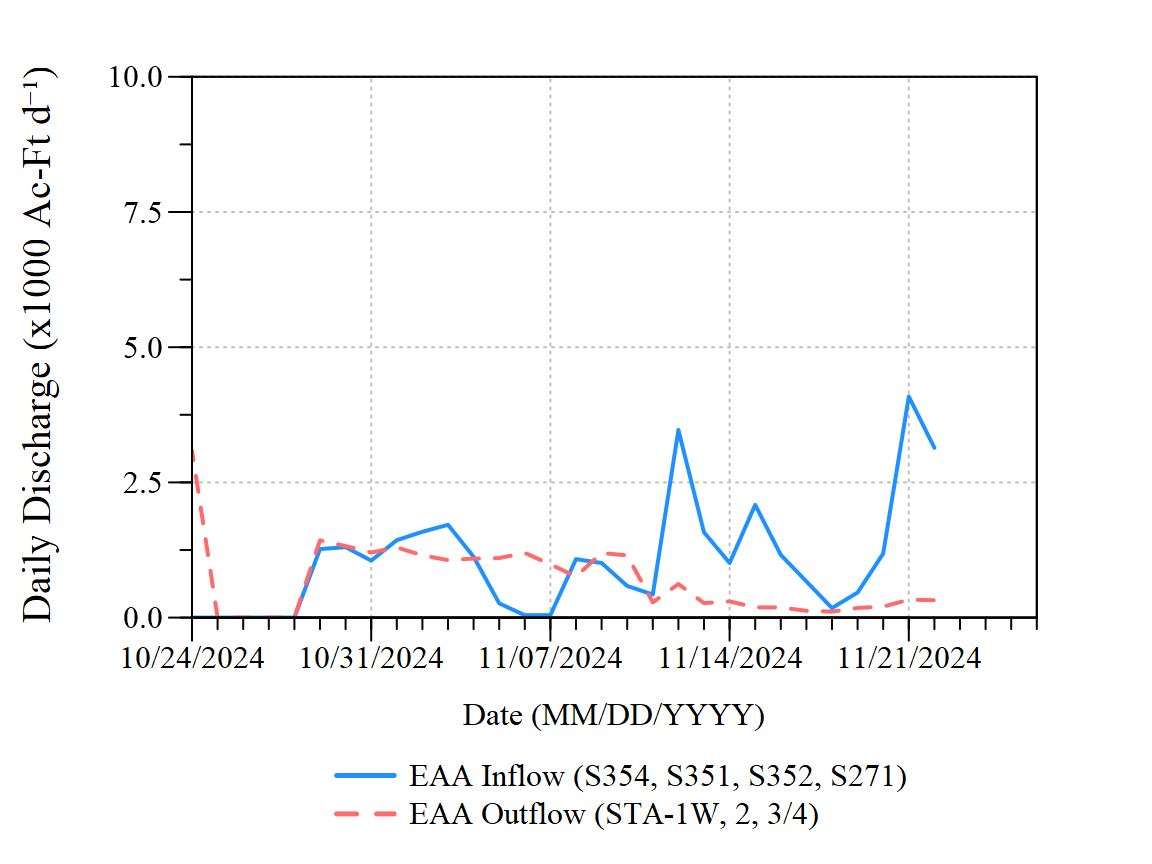 Daily Discharge (x1000 Ac-Ft d⁻¹)
10.0
7.5
5.0
2.5
0.0
10/24/2024 10/31/2024 11/07/2024 11/14/2024 11/21/2024
Date (MM/DD/YYYY)
EAA Inflow (S354, S351, S352, S271)
EAA Outflow (STA-1W, 2, 3/4)